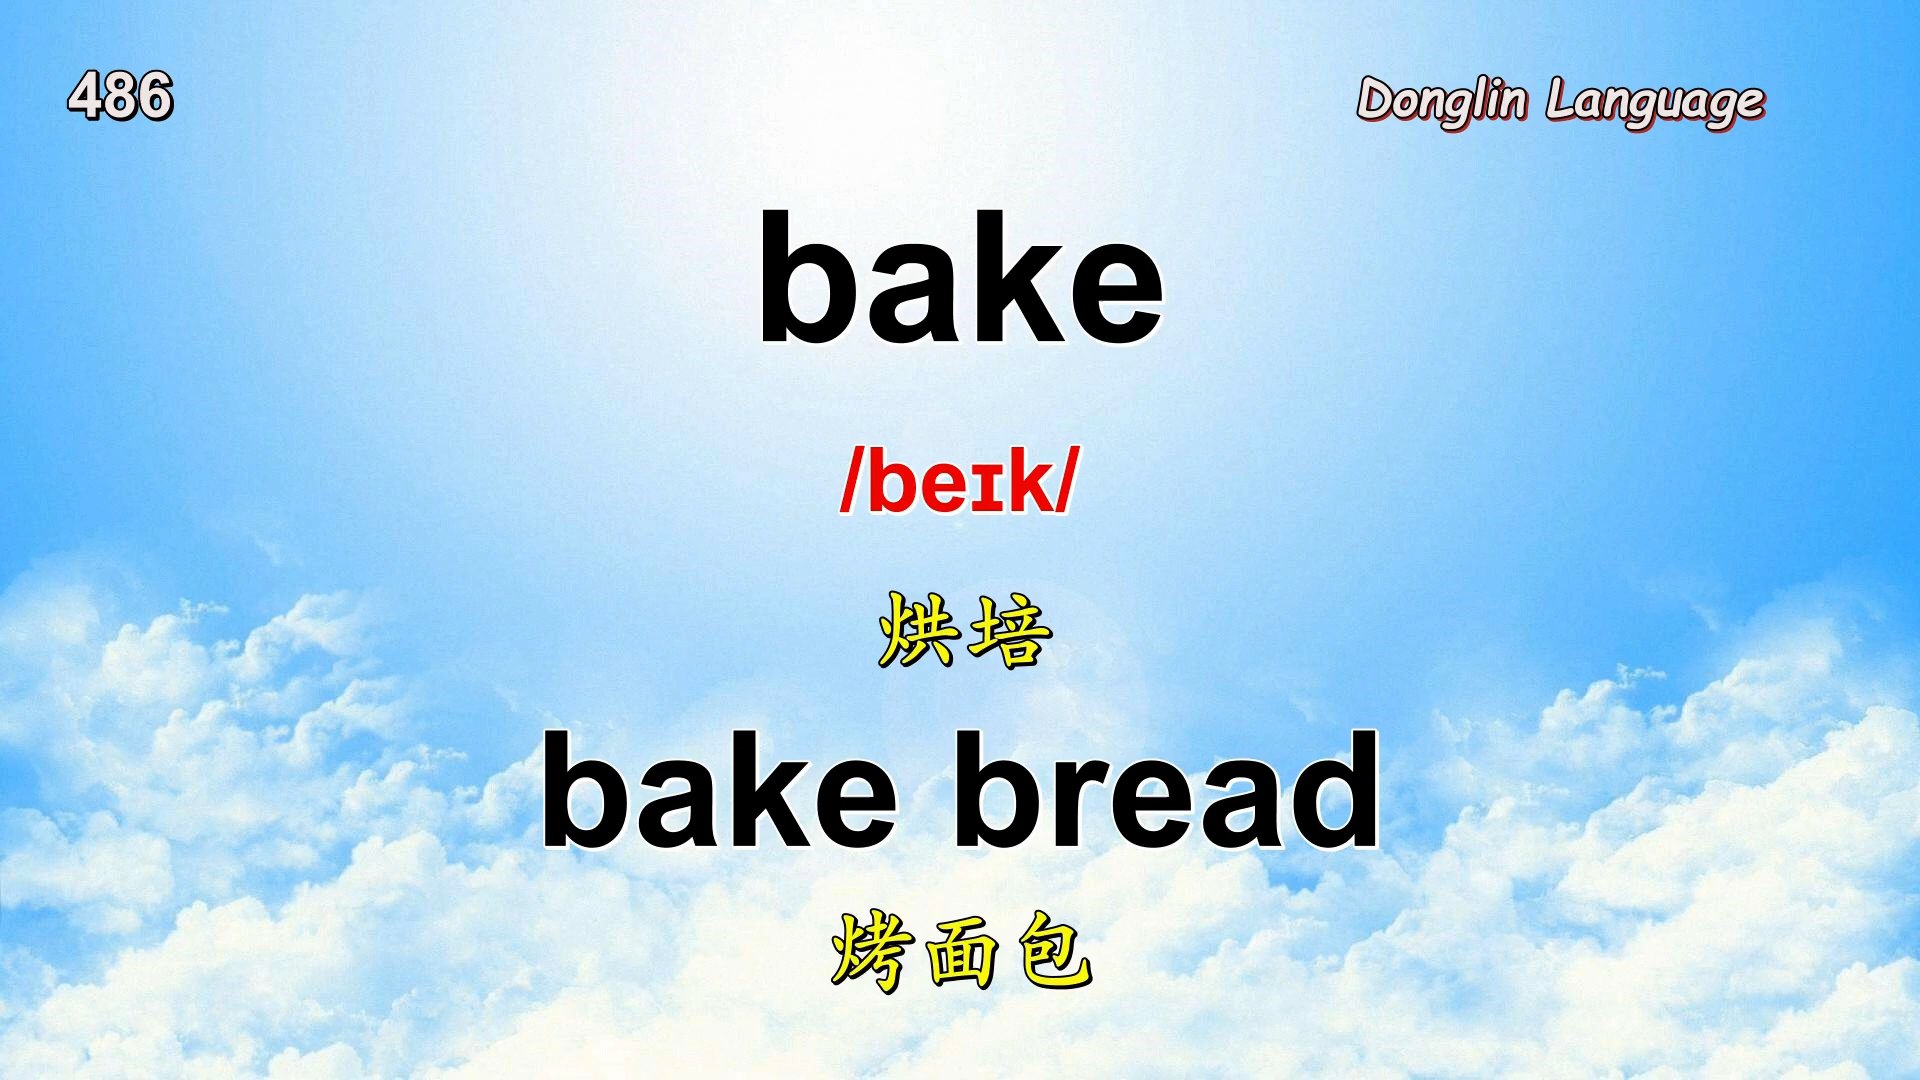 486
Donglin Language
bake
/beɪk/
烘培
bake bread
烤面包